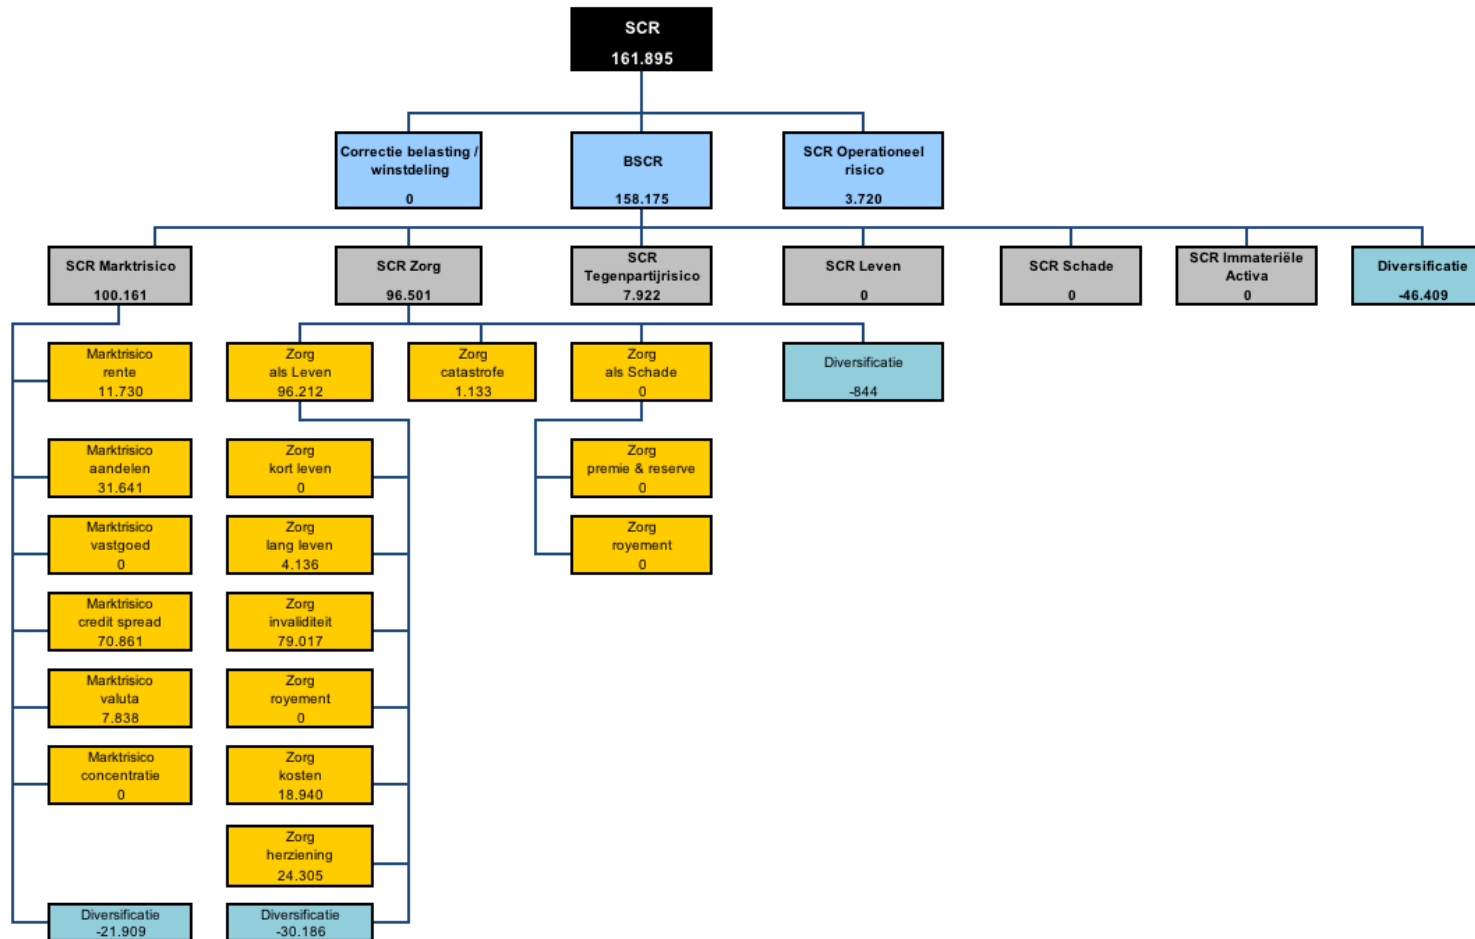 SCR
161.895
Correctie belasting /
winstdeling
0
BSCR
158.175
SCR Operationeel
risico
3.720
SCR Marktrisico
100.161
SCR Zorg
96.501
SCR
Tegenpartijrisico
7.922
SCR Leven
0
SCR Schade
0
SCR Immateriële
Activa
0
Diversificatie
-46.409
Marktrisico
rente
11.730
Zorg
als Leven
96.212
Zorg
catastrofe
1.133
Zorg
als Schade
0
Diversificatie
-844
Marktrisico
aandelen
31.641
Zorg
kort leven
0
Zorg
premie & reserve
0
Marktrisico
vastgoed
0
Zorg
lang leven
4.136
Zorg
royement
0
Marktrisico
credit spread
70.861
Zorg
invaliditeit
79.017
Marktrisico
valuta
7.838
Zorg
royement
0
Marktrisico
concentratie
0
Zorg
kosten
18.940
Zorg
herziening
24.305
Diversificatie
-21.909
Diversificatie
-30.186